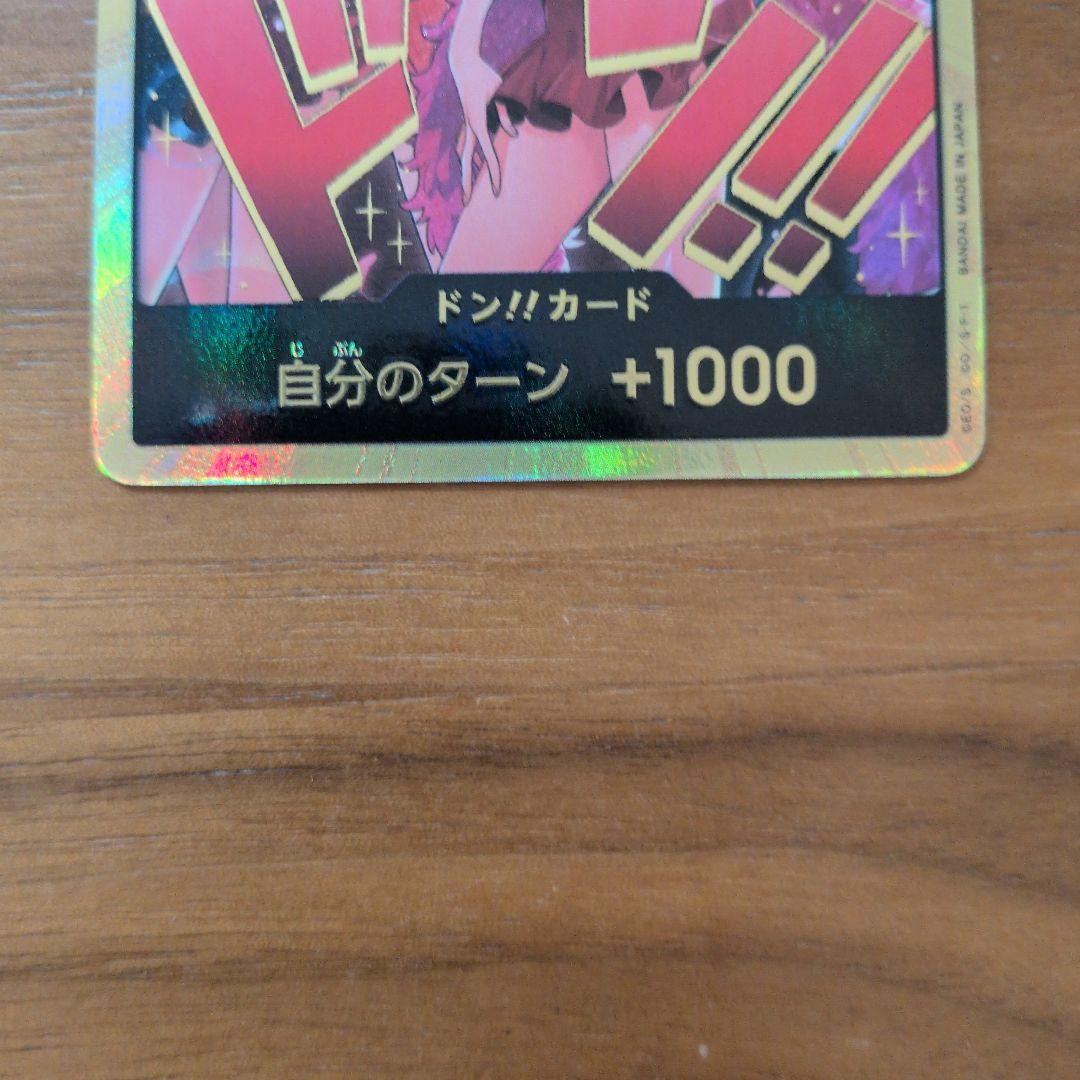 ドン!!
ドン!!カード
じ ぶん
自分のターン +1000
©EO/S. ©O/S・F・T BANDAI MADE IN JAPAN